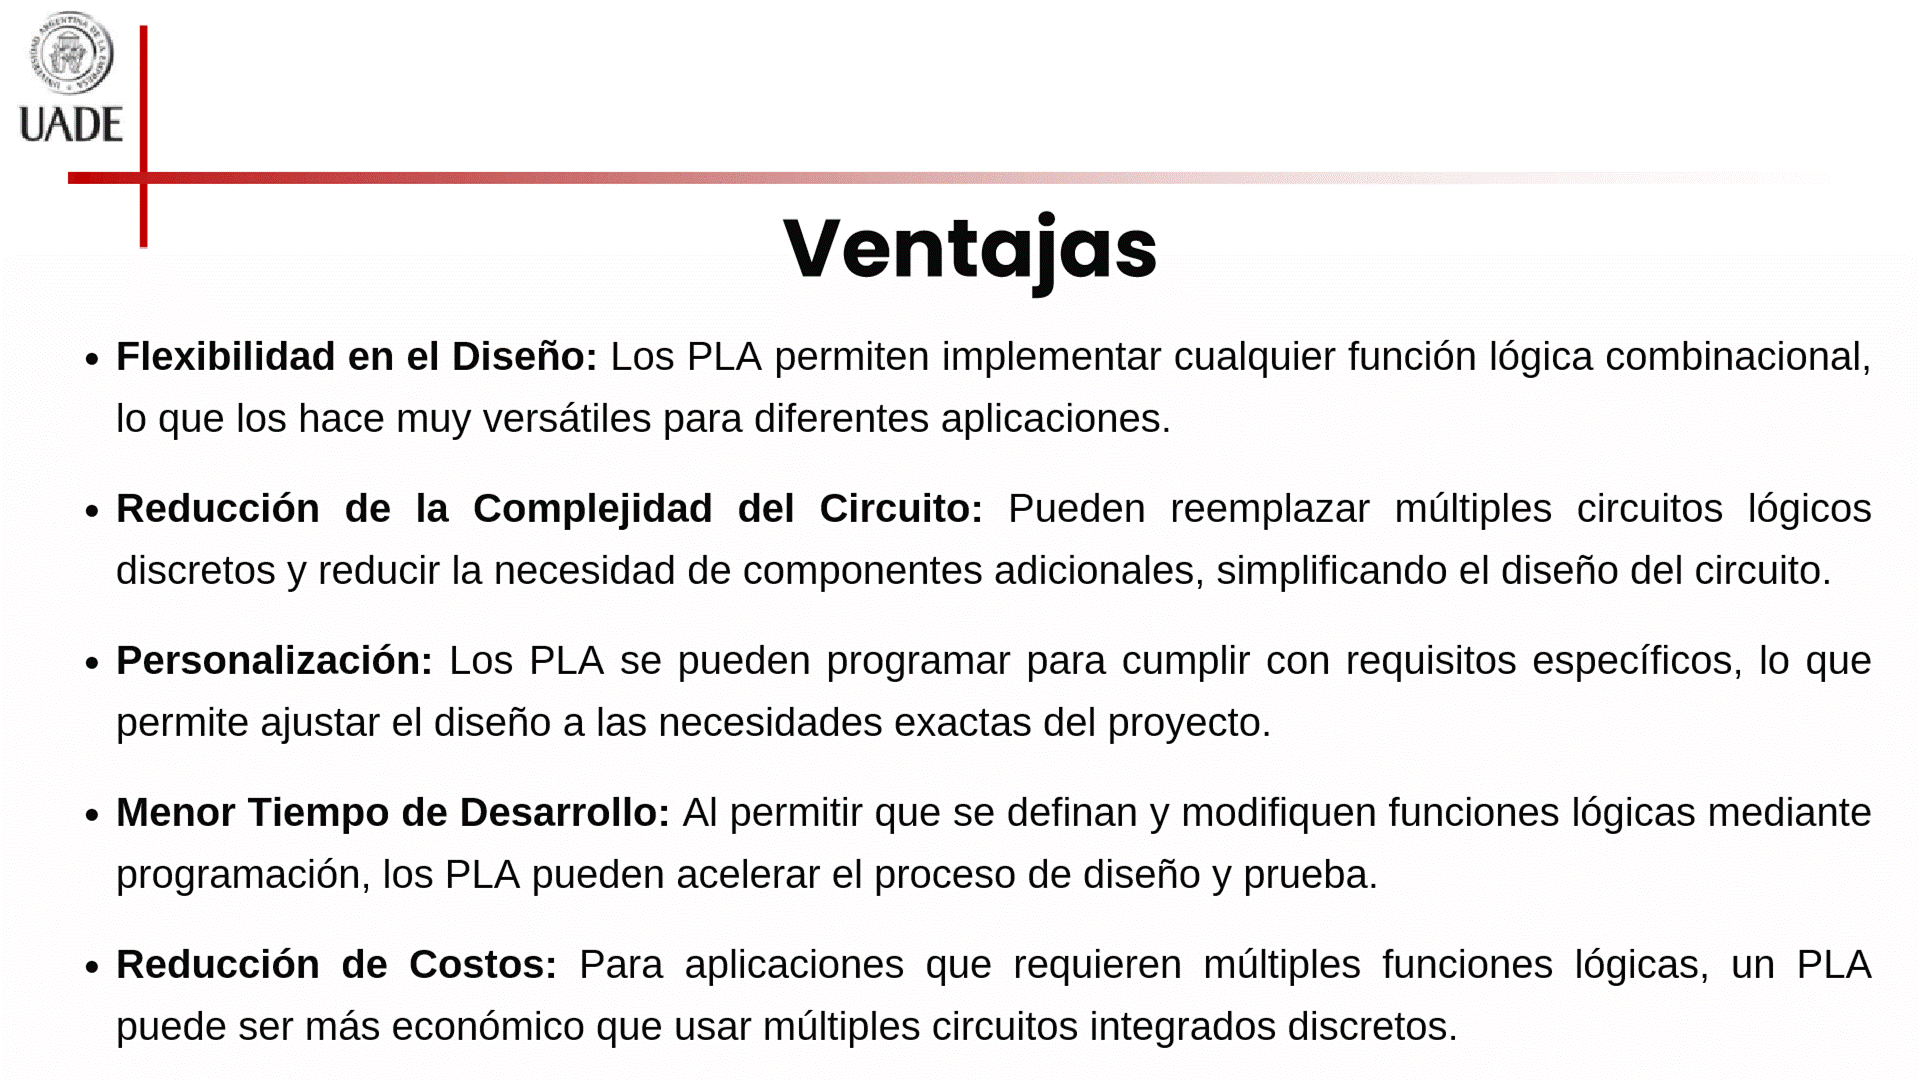 UNIVERSIDAD ARGENTINA DE LA EMPRESA
UADE
Ventajas
• Flexibilidad en el Diseño: Los PLA permiten implementar cualquier función lógica combinacional,
lo que los hace muy versátiles para diferentes aplicaciones.
• Reducción de la Complejidad del Circuito: Pueden reemplazar múltiples circuitos lógicos
discretos y reducir la necesidad de componentes adicionales, simplificando el diseño del circuito.
• Personalización: Los PLA se pueden programar para cumplir con requisitos específicos, lo que
permite ajustar el diseño a las necesidades exactas del proyecto.
• Menor Tiempo de Desarrollo: Al permitir que se definan y modifiquen funciones lógicas mediante
programación, los PLA pueden acelerar el proceso de diseño y prueba.
• Reducción de Costos: Para aplicaciones que requieren múltiples funciones lógicas, un PLA
puede ser más económico que usar múltiples circuitos integrados discretos.